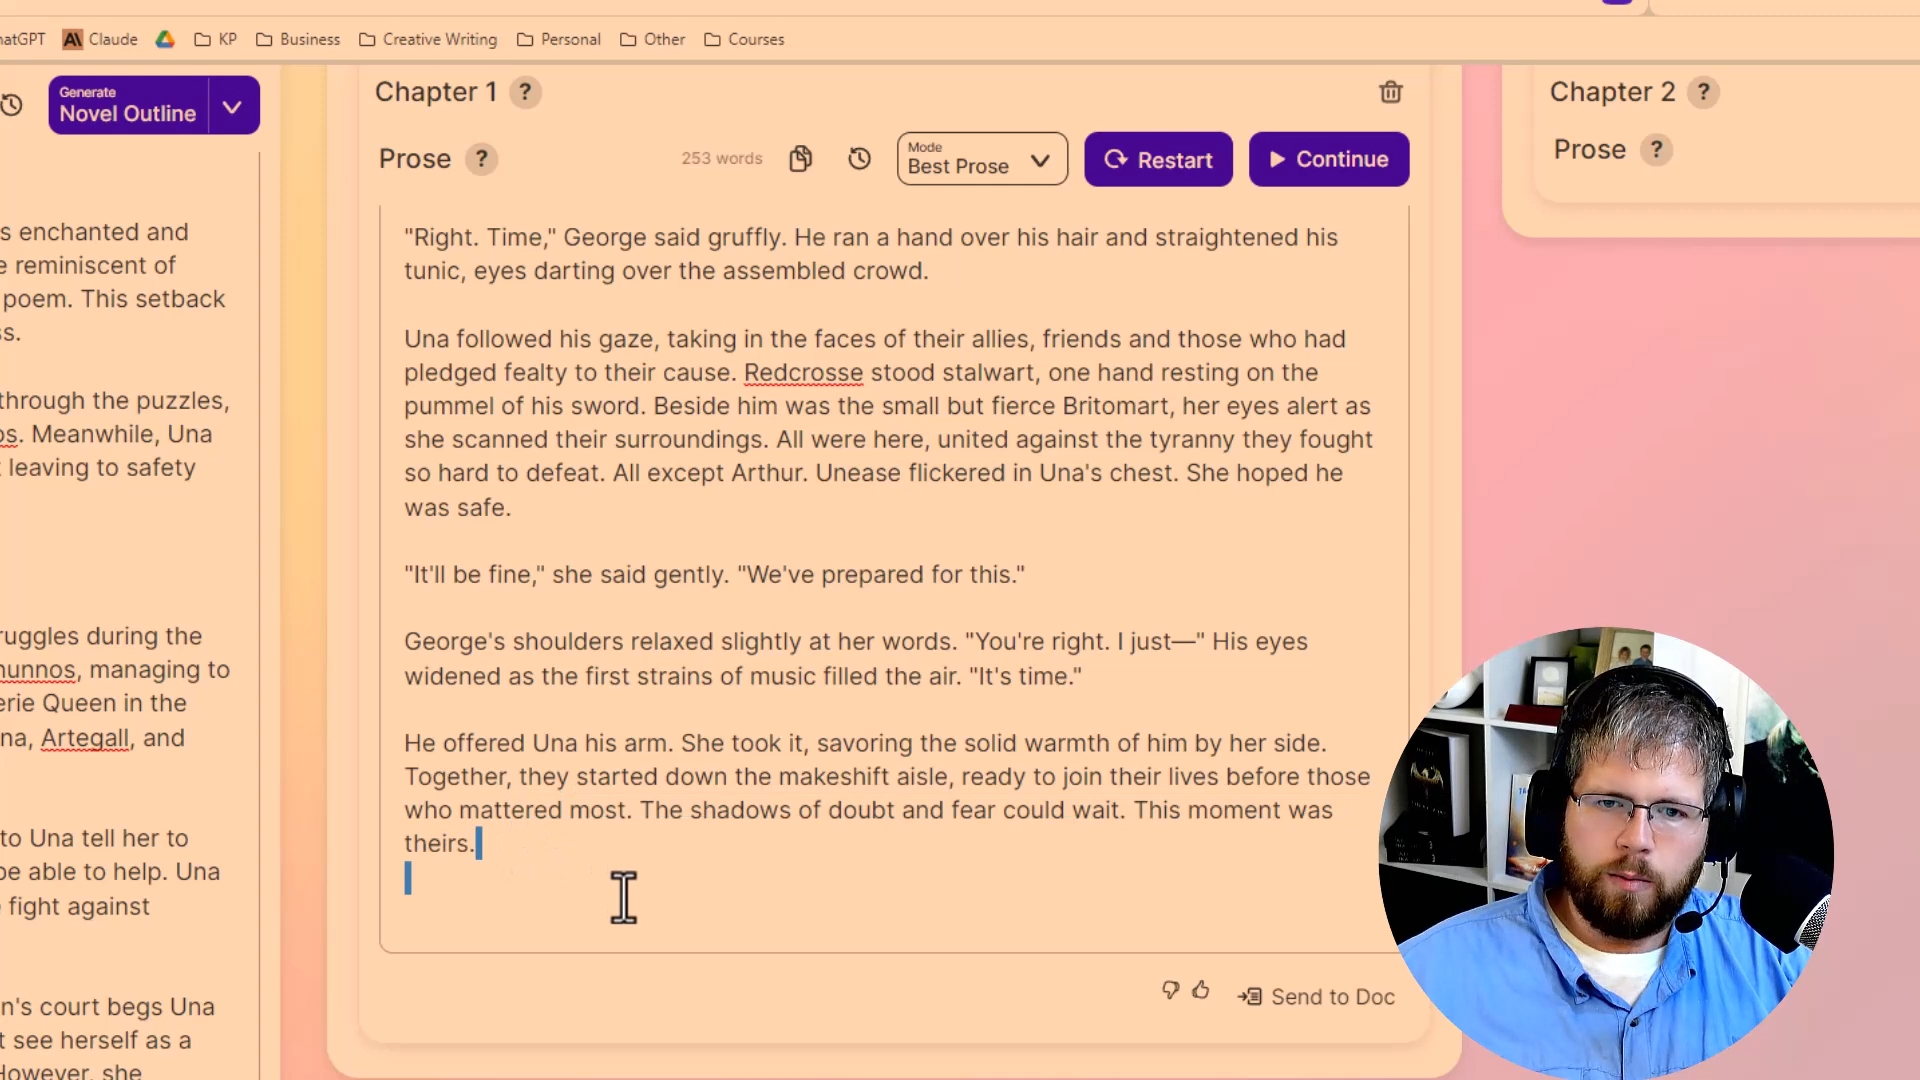 hatGPT Claude KP Business Creative Writing Personal Other Courses
Generate
Novel Outline
s enchanted and
e reminiscent of
poem. This setback
s.
through the puzzles,
os. Meanwhile, Una
t leaving to safety
ruggles during the
hunnos, managing to
erie Queen in the
na, Artegall, and
to Una tell her to
be able to help. Una
e fight against
n's court begs Una
t see herself as a
However, she
Chapter 1 ?
Prose ? 253 words Mode Best Prose Restart Continue
"Right. Time," George said gruffly. He ran a hand over his hair and straightened his
tunic, eyes darting over the assembled crowd.
Una followed his gaze, taking in the faces of their allies, friends and those who had
pledged fealty to their cause. Redcrosse stood stalwart, one hand resting on the
pummel of his sword. Beside him was the small but fierce Britomart, her eyes alert as
she scanned their surroundings. All were here, united against the tyranny they fought
so hard to defeat. All except Arthur. Unease flickered in Una's chest. She hoped he
was safe.
"It'll be fine," she said gently. "We've prepared for this."
George's shoulders relaxed slightly at her words. "You're right. I just—" His eyes
widened as the first strains of music filled the air. "It's time."
He offered Una his arm. She took it, savoring the solid warmth of him by her side.
Together, they started down the makeshift aisle, ready to join their lives before those
who mattered most. The shadows of doubt and fear could wait. This moment was
theirs.
Send to Doc
Chapter 2 ?
Prose ?